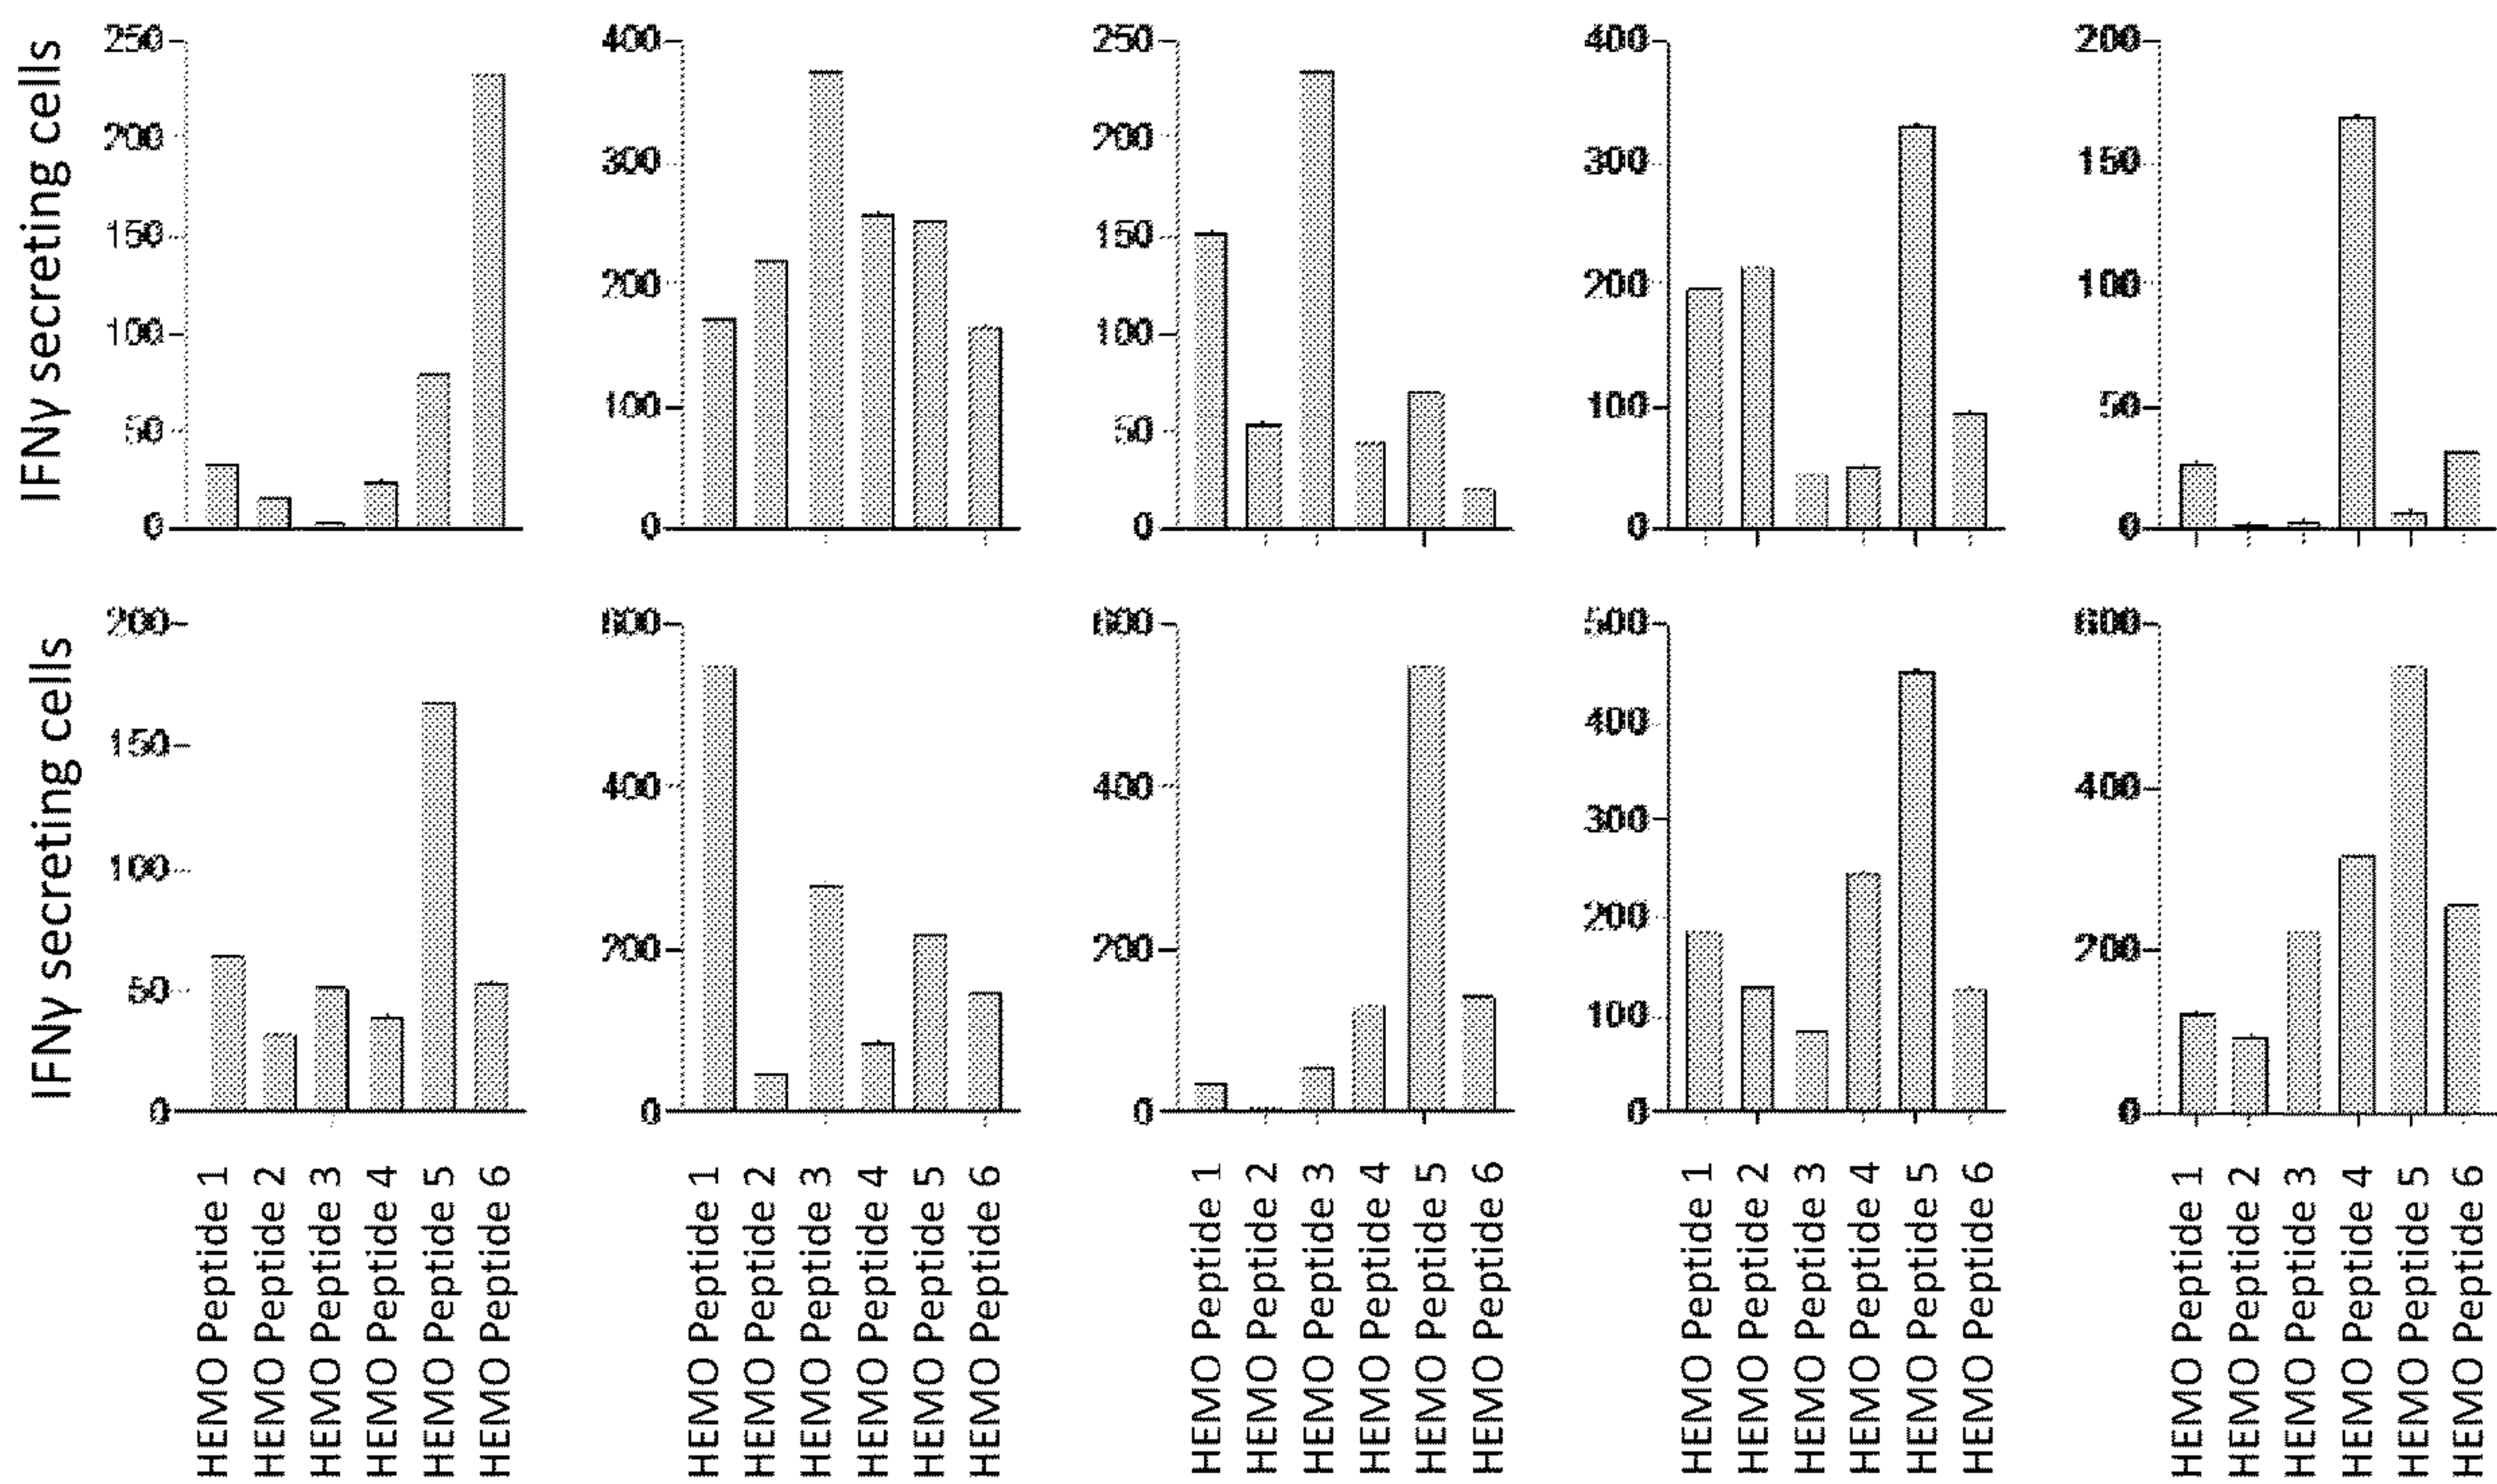 IFNγ secreting cells
250
200
150
100
50
0
400
300
200
100
0
250
200
150
100
50
0
400
300
200
100
0
200
150
100
50
0
IFNγ secreting cells
200
150
100
50
0
600
400
200
0
600
400
200
0
500
400
300
200
100
0
600
400
200
0
HEMO Peptide 1
HEMO Peptide 2
HEMO Peptide 3
HEMO Peptide 4
HEMO Peptide 5
HEMO Peptide 6
HEMO Peptide 1
HEMO Peptide 2
HEMO Peptide 3
HEMO Peptide 4
HEMO Peptide 5
HEMO Peptide 6
HEMO Peptide 1
HEMO Peptide 2
HEMO Peptide 3
HEMO Peptide 4
HEMO Peptide 5
HEMO Peptide 6
HEMO Peptide 1
HEMO Peptide 2
HEMO Peptide 3
HEMO Peptide 4
HEMO Peptide 5
HEMO Peptide 6
HEMO Peptide 1
HEMO Peptide 2
HEMO Peptide 3
HEMO Peptide 4
HEMO Peptide 5
HEMO Peptide 6